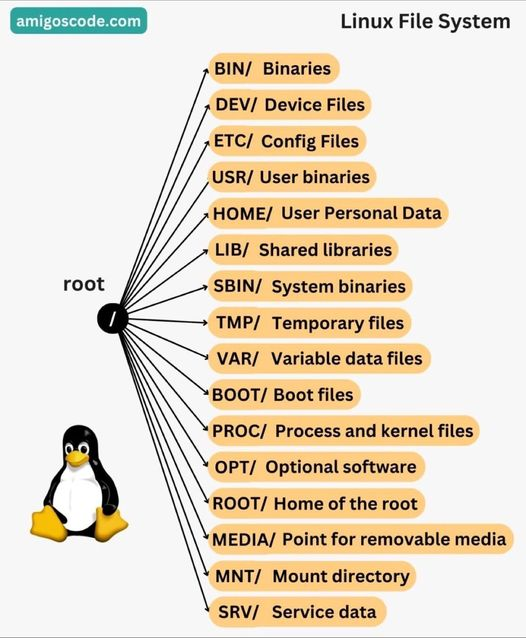 amigoscode.com
Linux File System
BIN/ Binaries
DEV/ Device Files
ETC/ Config Files
USR/ User binaries
HOME/ User Personal Data
LIB/ Shared libraries
root
SBIN/ System binaries
/
TMP/ Temporary files
VAR/ Variable data files
BOOT/ Boot files
PROC/ Process and kernel files
OPT/ Optional software
ROOT/ Home of the root
MEDIA/ Point for removable media
MNT/ Mount directory
SRV/ Service data